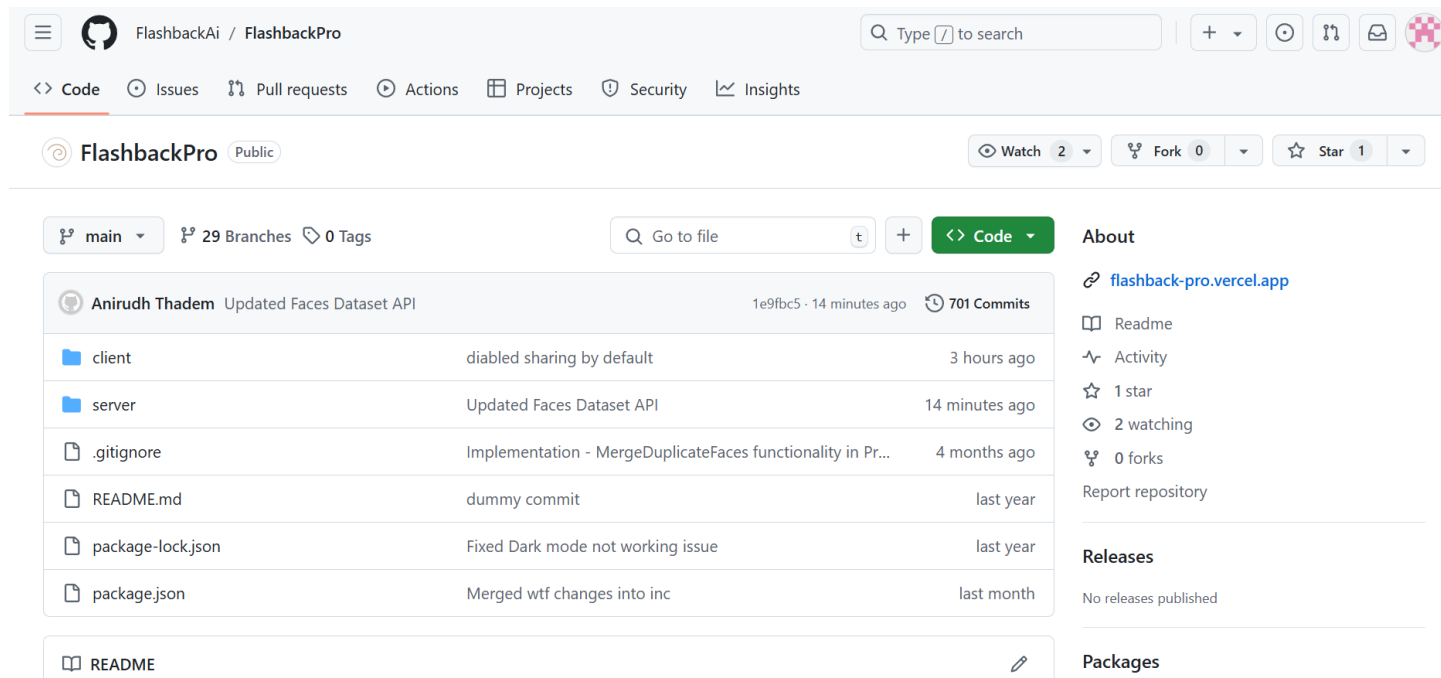 FlashbackAi / FlashbackPro
Type / to search
Code Issues Pull requests Actions Projects Security Insights
FlashbackPro Public
Watch 2 Fork 0 Star 1
main 29 Branches 0 Tags Go to file t Code
Anirudh Thadem Updated Faces Dataset API 1e9fbc5 · 14 minutes ago 701 Commits
client diabled sharing by default 3 hours ago
server Updated Faces Dataset API 14 minutes ago
.gitignore Implementation - MergeDuplicateFaces functionality in Pr... 4 months ago
README.md dummy commit last year
package-lock.json Fixed Dark mode not working issue last year
package.json Merged wtf changes into inc last month
README
About
flashback-pro.vercel.app
Readme
Activity
1 star
2 watching
0 forks
Report repository
Releases
No releases published
Packages